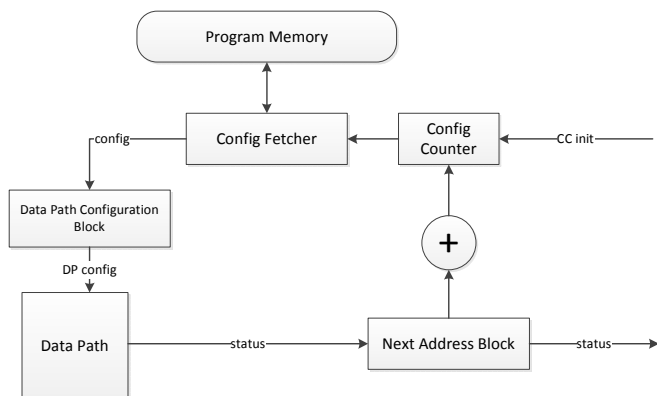 Program Memory
config
Config Fetcher
Config
Counter
CC init
Data Path Configuration
Block
+
DP config
Data Path
status
Next Address Block
status